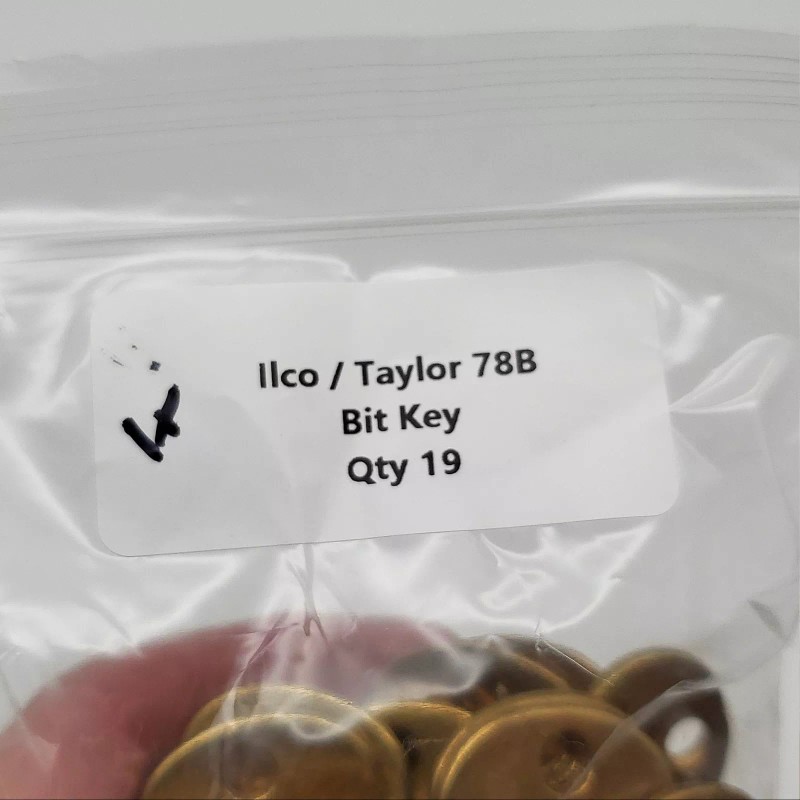 Ilco / Taylor 78B
Bit Key
Qty 19